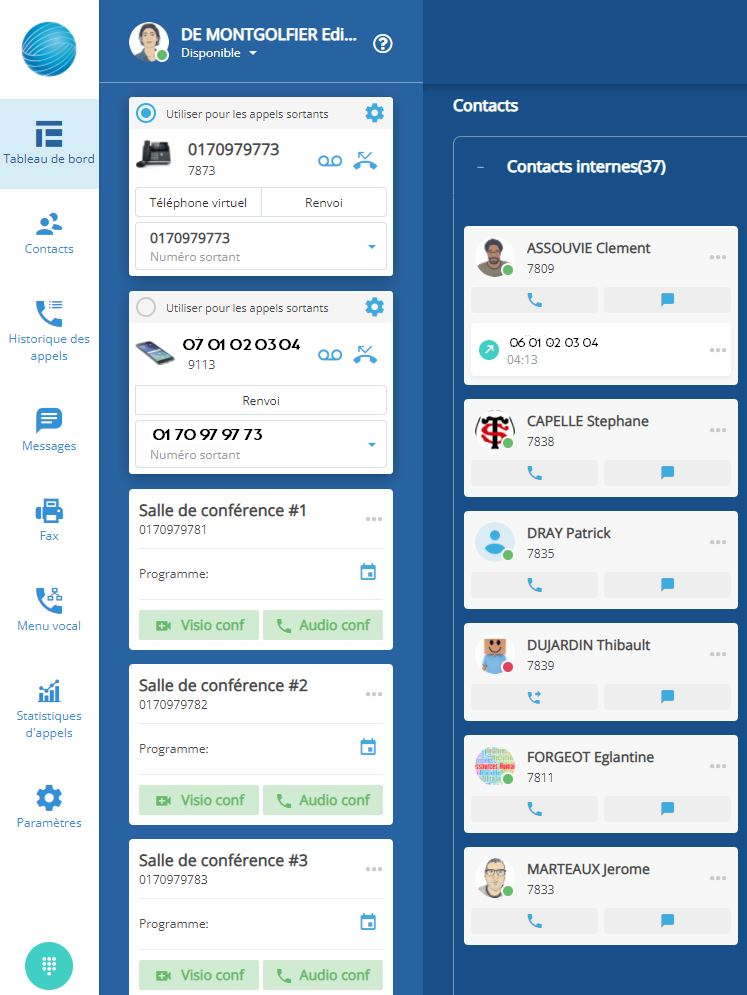 DE MONTGOLFIER Edi...
Disponible
Tableau de bord
Contacts
Historique des
appels
Messages
Fax
Menu vocal
Statistiques
d'appels
Paramètres
Utiliser pour les appels sortants
0170979773
7873
Téléphone virtuel Renvoi
0170979773
Numéro sortant
Utiliser pour les appels sortants
07 01 02 03 04
9113
Renvoi
01 70 97 97 73
Numéro sortant
Salle de conférence #1
0170979781
Programme:
Visio conf Audio conf
Salle de conférence #2
0170979782
Programme:
Visio conf Audio conf
Salle de conférence #3
0170979783
Programme:
Visio conf Audio conf
Contacts
Contacts internes(37)
ASSOUVIE Clement
7809
06 01 02 03 04
04:13
CAPELLE Stephane
7838
DRAY Patrick
7835
DUJARDIN Thibault
7839
FORGEOT Eglantine
7811
MARTEAUX Jerome
7833